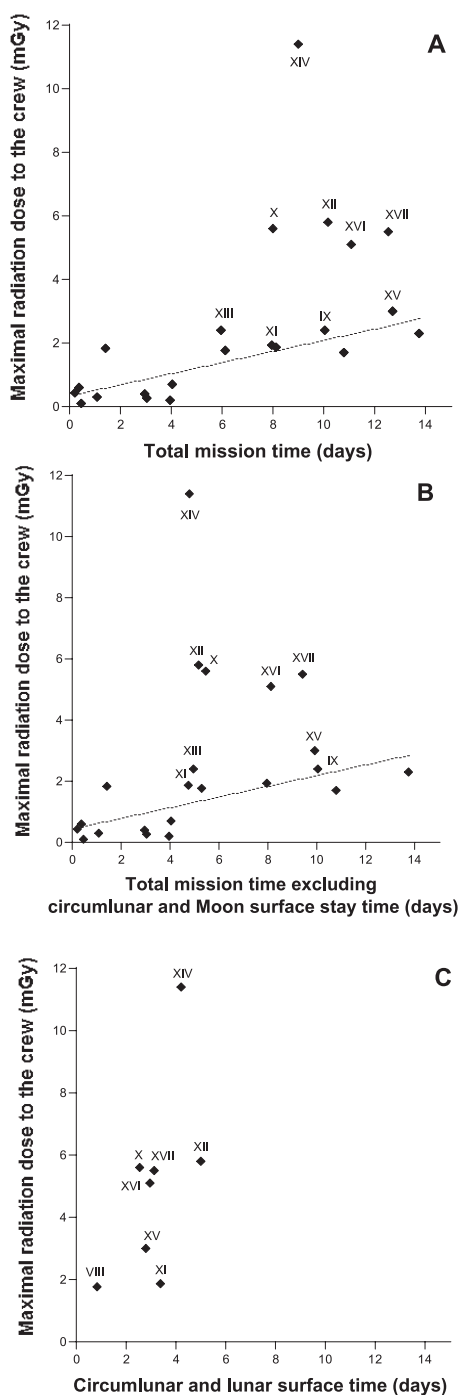 A
Maximal radiation dose to the crew (mGy)
12
XIV
10
8
XII
X
XVII
6
XVI
4
XV
XIII
IX
XI
2
0
0 2 4 6 8 10 12 14
Total mission time (days)
B
Maximal radiation dose to the crew (mGy)
12
XIV
10
8
XII
X
XVII
6
XVI
4
XV
XIII
IX
XI
2
0
0 2 4 6 8 10 12 14
Total mission time excluding
circumlunar and Moon surface stay time (days)
C
Maximal radiation dose to the crew (mGy)
12
XIV
10
8
XII
X XVII
6
XVI
4
XV
VIII XI
2
0
0 2 4 6 8 10 12 14
Circumlunar and lunar surface time (days)